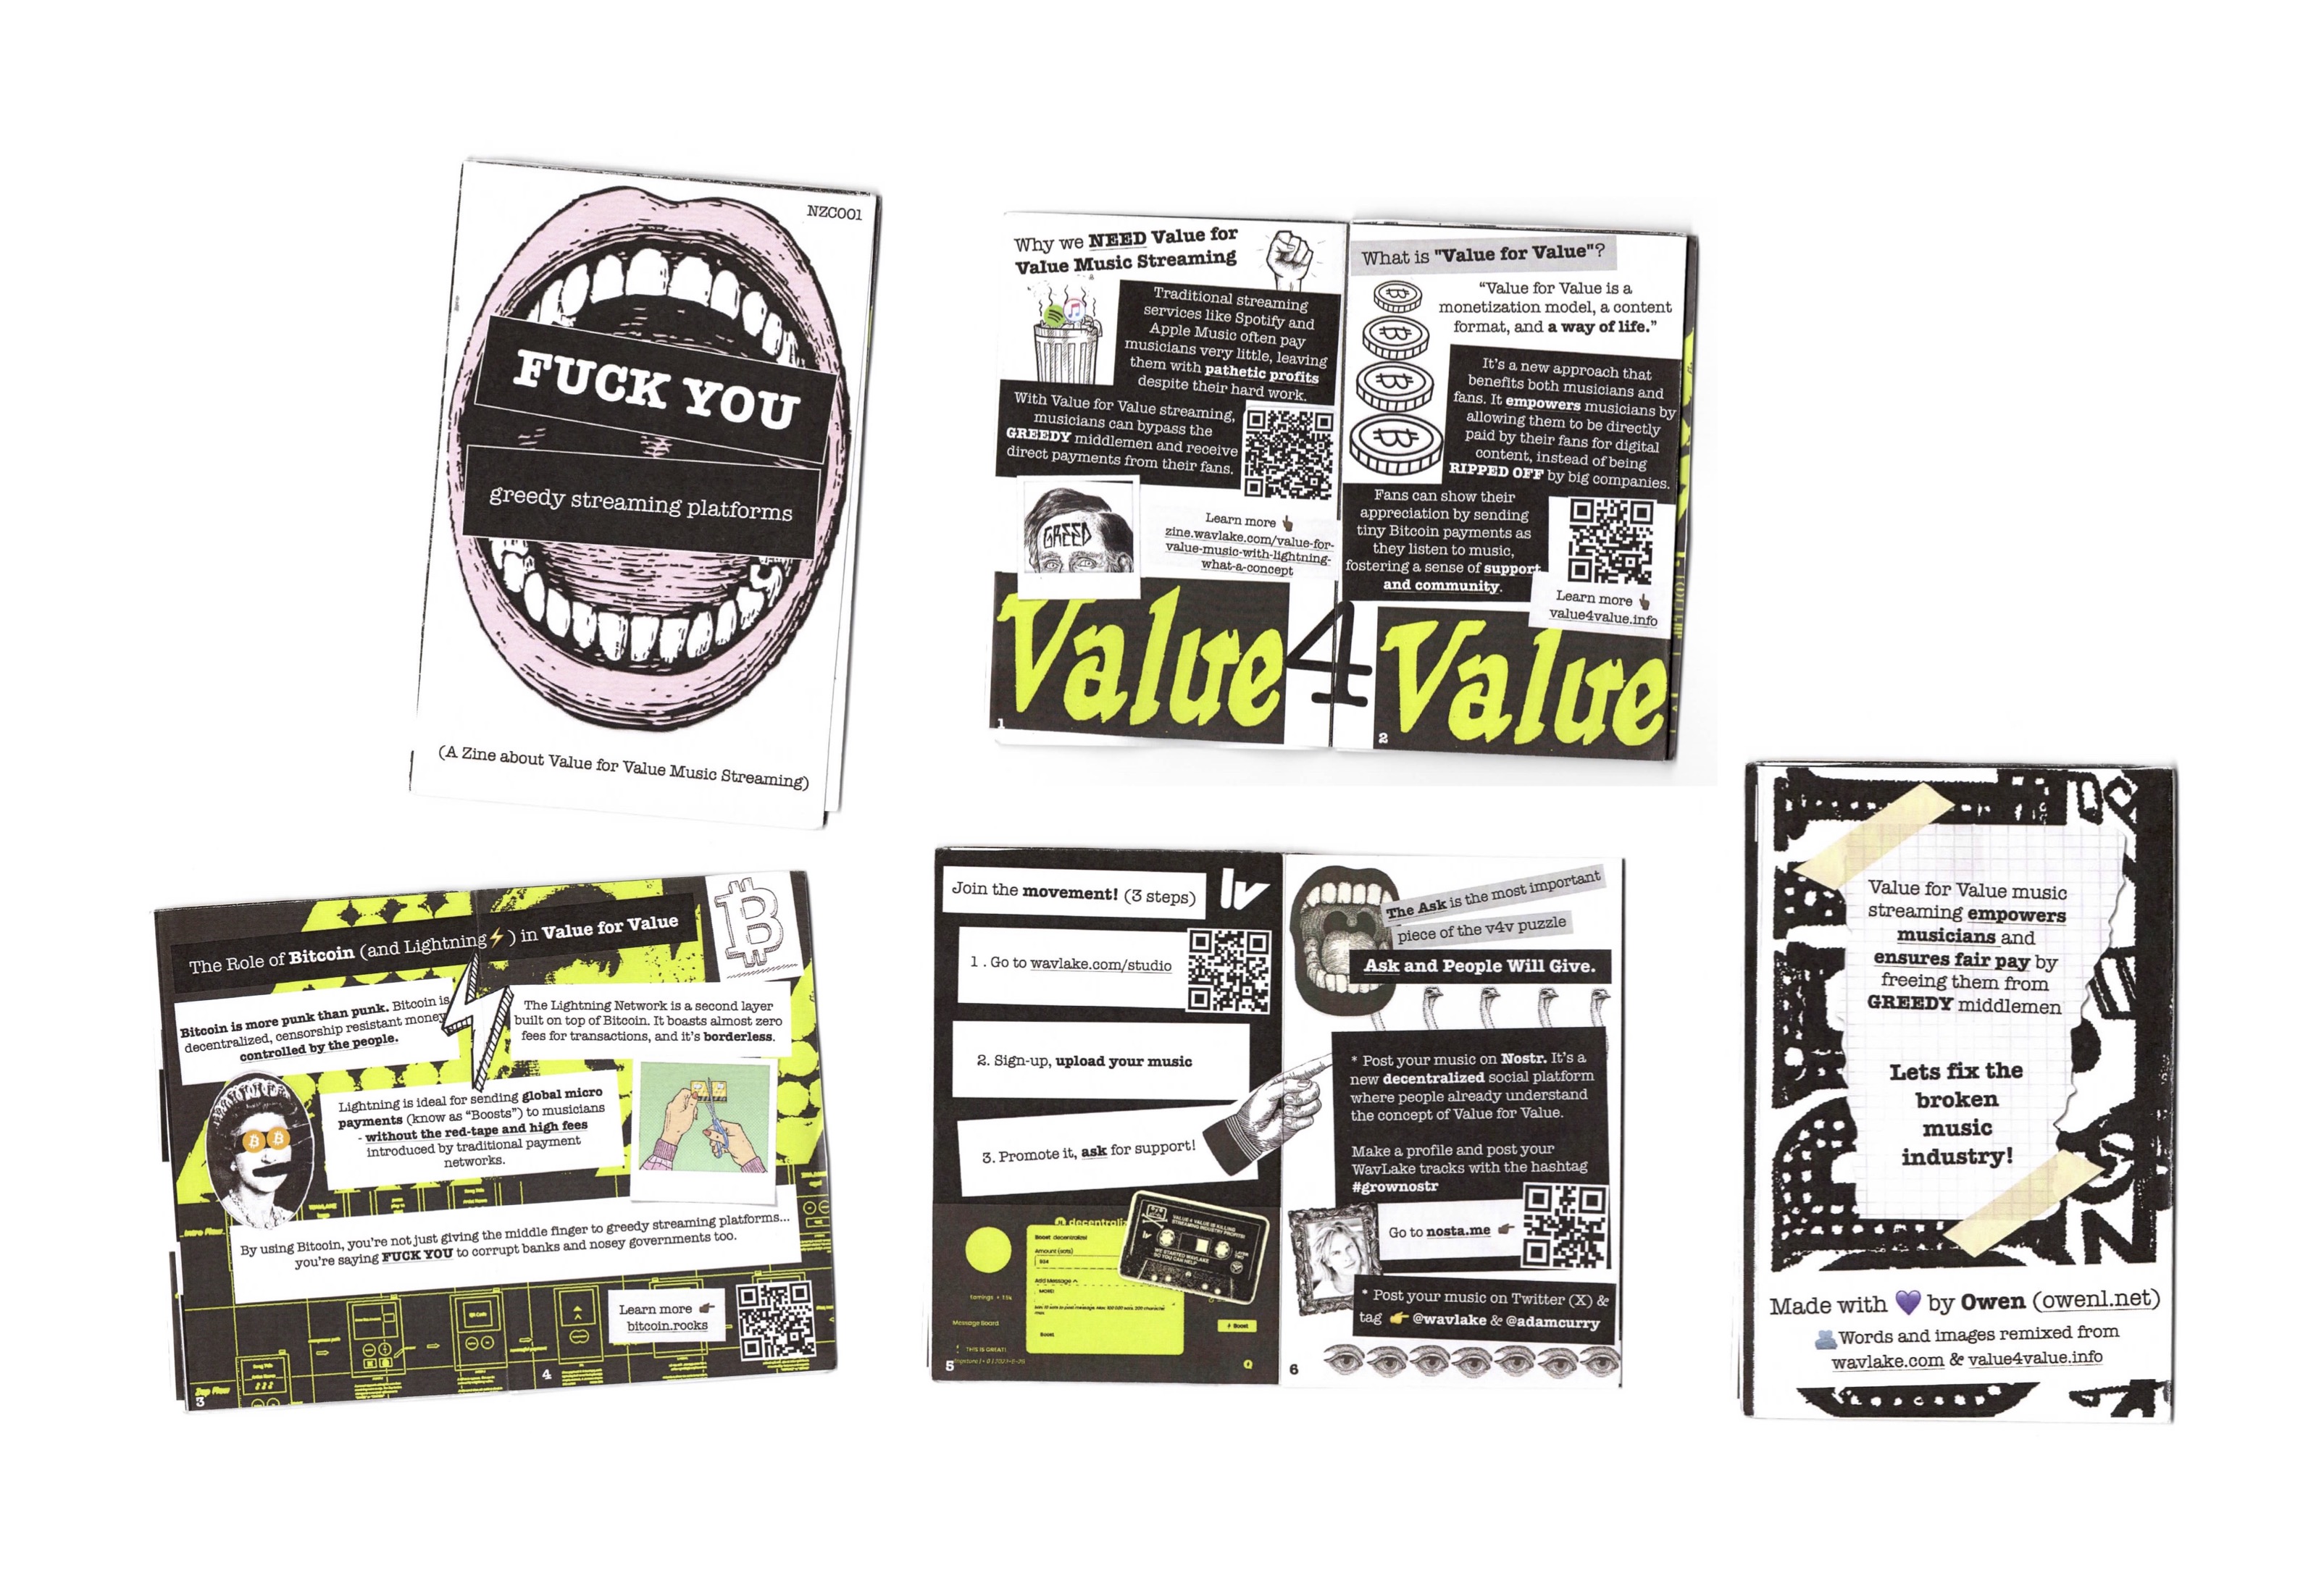 NZC001
FUCK YOU
greedy streaming platforms
(A Zine about Value for Value Music Streaming)
Why we NEED Value for
Value Music Streaming
Traditional streaming
services like Spotify and
Apple Music often pay
musicians very little, leaving
them with pathetic profits
despite their hard work.
With Value for Value streaming,
musicians can bypass the
GREEDY middlemen and receive
direct payments from their fans.
GREED
Learn more 👆🏿
zine.wavlake.com/value-for-
value-music-with-lightning-
what-a-concept
Value 4 Value
1
What is "Value for Value"?
“Value for Value is a
monetization model, a content
format, and a way of life.”
It’s a new approach that
benefits both musicians and
fans. It empowers musicians by
allowing them to be directly
paid by their fans for digital
content, instead of being
RIPPED OFF by big companies.
Fans can show their
appreciation by sending
tiny Bitcoin payments as
they listen to music,
fostering a sense of support
and community.
Learn more 👆🏿
value4value.info
2
The Role of Bitcoin (and Lightning⚡) in Value for Value
Bitcoin is more punk than punk. Bitcoin is
decentralized, censorship resistant money
controlled by the people.
The Lightning Network is a second layer
built on top of Bitcoin. It boasts almost zero
fees for transactions, and it's borderless.
Lightning is ideal for sending global micro
payments (know as “Boosts”) to musicians
- without the red-tape and high fees
introduced by traditional payment
networks.
By using Bitcoin, you’re not just giving the middle finger to greedy streaming platforms...
you’re saying FUCK YOU to corrupt banks and nosey governments too.
Learn more 👉🏿
bitcoin.rocks
3
4
Join the movement! (3 steps)
1 . Go to wavlake.com/studio
2. Sign-up, upload your music
3. Promote it, ask for support!
Boost decentralize!
Amount (sats)
Add Message
MORE!
Boost
Message Board
THIS IS GREAT!
VALUE 4 VALUE IS KILLING
STREAMING INDUSTRY PROFITS!
WE STARTED WAVLAKE
SO YOU CAN HELP
5
The Ask is the most important
piece of the v4v puzzle
Ask and People Will Give.
* Post your music on Nostr. It’s a
new decentralized social platform
where people already understand
the concept of Value for Value.
Make a profile and post your
WavLake tracks with the hashtag
#grownostr
Go to nosta.me 👉🏿
* Post your music on Twitter (X) &
tag 👉 @wavlake & @adamcurry
6
Value for Value music
streaming empowers
musicians and
ensures fair pay by
freeing them from
GREEDY middlemen
Lets fix the
broken
music
industry!
Made with 💜 by Owen (owenl.net)
🫂Words and images remixed from
wavlake.com & value4value.info